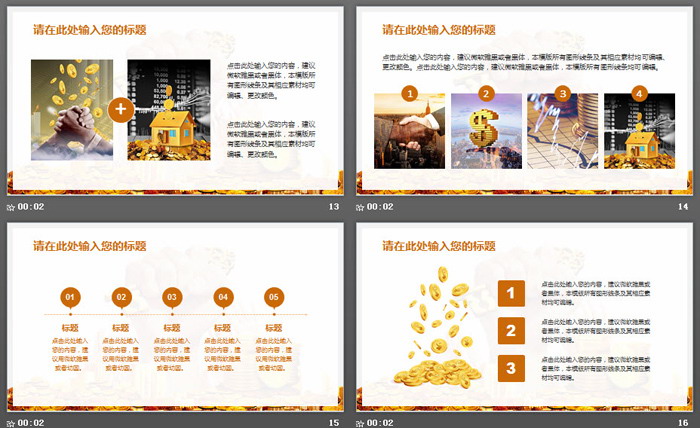 请在此处输入您的标题
点击此处输入您的内容，建议
微软雅黑或者黑体，本模版所
有图形线条及其相应素材均可
编辑、更改颜色。
点击此处输入您的内容，建议
微软雅黑或者黑体，本模版所
有图形线条及其相应素材均可
编辑、更改颜色。
+
00:02
13
请在此处输入您的标题
点击此处输入您的内容，建议微软雅黑或者黑体，本模版所有图形线条及其相应素材均可编辑、
更改颜色。点击此处输入您的内容，建议微软雅黑或者黑体，本模版所有图形线条均可编辑。
1
2
3
4
00:02
14
请在此处输入您的标题
01
02
03
04
05
标题
标题
标题
标题
标题
点击此处输入
您的内容，建
议用微软雅黑
或者幼圆。
点击此处输入
您的内容，建
议用微软雅黑
或者幼圆。
点击此处输入
您的内容，建
议用微软雅黑
或者幼圆。
点击此处输入
您的内容，建
议用微软雅黑
或者幼圆。
点击此处输入
您的内容，建
议用微软雅黑
或者幼圆。
00:02
15
请在此处输入您的标题
1
点击此处输入您的内容，建议微软雅黑或
者黑体，本模版所有图形线条及其相应素
材均可编辑。
2
点击此处输入您的内容，建议微软雅黑或
者黑体，本模版所有图形线条及其相应素
材均可编辑。
3
点击此处输入您的内容，建议微软雅黑或
者黑体，本模版所有图形线条及其相应素
材均可编辑。
00:02
16